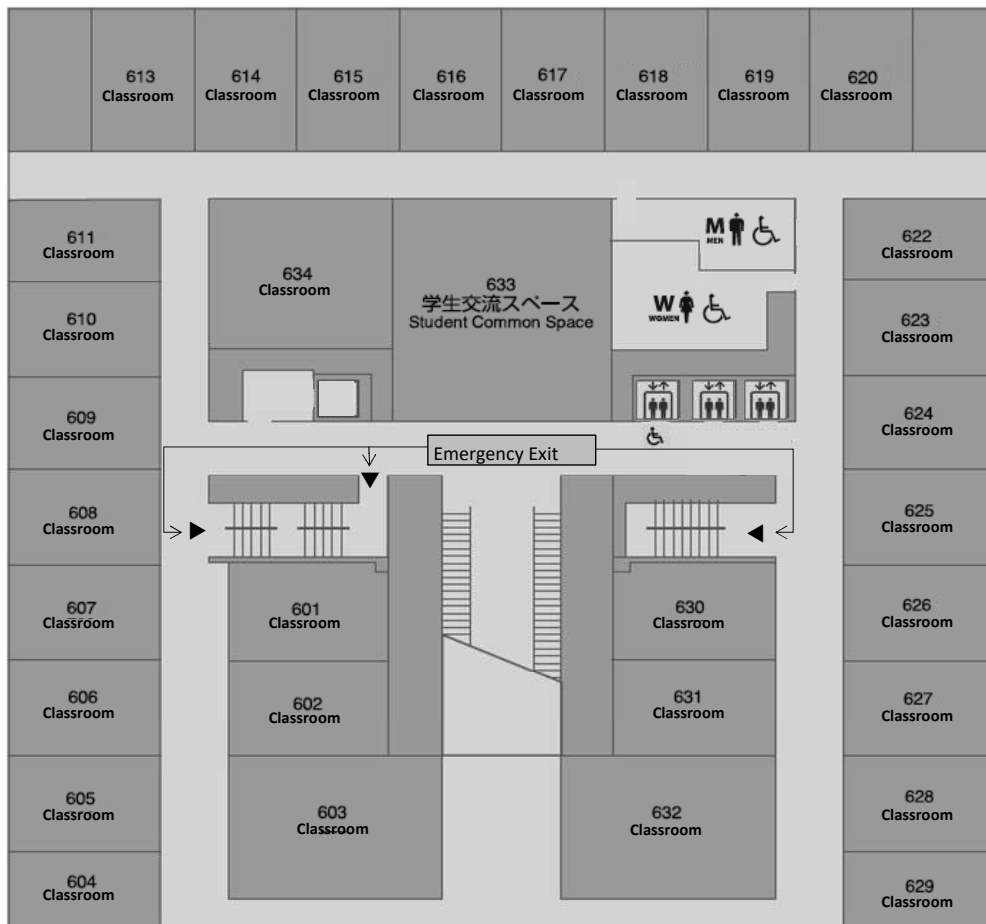 613
Classroom
614
Classroom
615
Classroom
616
Classroom
617
Classroom
618
Classroom
619
Classroom
620
Classroom
611
Classroom
634
Classroom
633
学生交流スペース
Student Common Space
M
MEN
W
WOMEN
622
Classroom
610
Classroom
623
Classroom
609
Classroom
624
Classroom
Emergency Exit
608
Classroom
625
Classroom
607
Classroom
601
Classroom
630
Classroom
626
Classroom
606
Classroom
602
Classroom
631
Classroom
627
Classroom
605
Classroom
603
Classroom
632
Classroom
628
Classroom
604
Classroom
629
Classroom